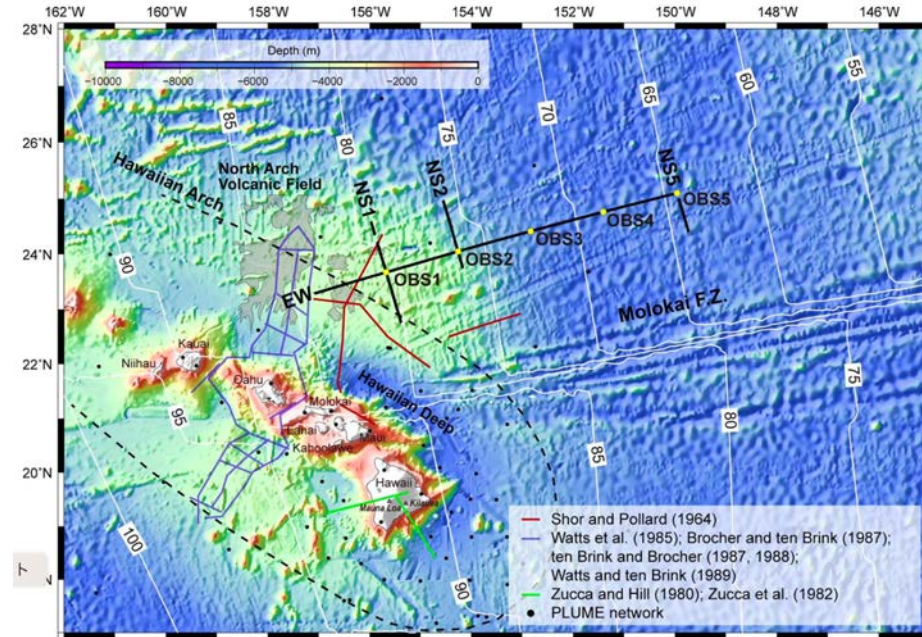 162°W 160°W 158°W 156°W 154°W 152°W 150°W 148°W 146°W
28°N
Depth (m)
−10000 −8000 −6000 −4000 −2000 0
85
80
75
70
65
60
55
26°N
Hawaiian Arch
North Arch
Volcanic Field
NS1
NS2
NS5
OBS5
OBS4
OBS3
OBS2
OBS1
24°N
90
EW
Molokai F.Z.
22°N
Kauai
Niihau
Oahu
Molokai
Hawaiian Deep
Lanai
Maui
Kahoolawe
95
85
80
75
20°N
Hawaii
Mauna Loa
Kilauea
100
90
Shor and Pollard (1964)
Watts et al. (1985); Brocher and ten Brink (1987);
ten Brink and Brocher (1987, 1988);
Watts and ten Brink (1989)
Zucca and Hill (1980); Zucca et al. (1982)
PLUME network